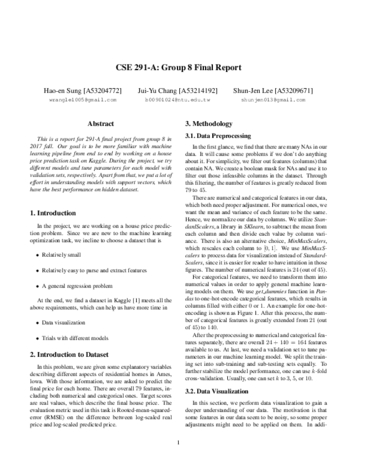 CSE 291-A: Group 8 Final Report
Hao-en Sung [A53204772]
wrangle1005@gmail.com
Jui-Yu Chang [A53214192]
b00901024@ntu.edu.tw
Shun-Jen Lee [A53209671]
shunjen013@gmail.com
Abstract
This is a report for 291-A final project from group 8 in
2017 fall. Our goal is to be more familiar with machine
learning pipeline from end to end by working on a house
price prediction task on Kaggle. During the project, we try
different models and tune parameters for each model with
validation sets, respectively. Apart from that, we put a lot of
effort in understanding models with support vectors, which
have the best performance on hidden dataset.
1. Introduction
In the project, we are working on a house price predic-
tion problem. Since we are new to the machine learning
optimization task, we incline to choose a dataset that is
• Relatively small
• Relatively easy to parse and extract features
• A general regression problem
At the end, we find a dataset in Kaggle [1] meets all the
above requirements, which can help us have more time in
• Data visualization
• Trials with different models
2. Introduction to Dataset
In this problem, we are given some explanatory variables
describing different aspects of residential homes in Ames,
Iowa. With those information, we are asked to predict the
final price for each home. There are overall 79 features, in-
cluding both numerical and categorical ones. Target scores
are real values, which describe the final house price. The
evaluation metric used in this task is Rooted-mean-squared-
error (RMSE) on the difference between log-scaled real
price and log-scaled predicted price.
3. Methodology
3.1. Data Preprocessing
In the first glance, we find that there are many NAs in our
data. It will cause some problems if we don't do anything
about it. For simplicity, we filter out features (columns) that
contain NA. We create a boolean mask for NAs and use it to
filter out those infeasible columns in the dataset. Through
this filtering, the number of features is greatly reduced from
79 to 45.
There are numerical and categorical features in our data,
which both need proper adjustment. For numerical ones, we
want the mean and variance of each feature to be the same.
Hence, we normalize our data by columns. We utilize Stan-
dardScalers, a library in SKlearn, to subtract the mean from
each column and then divide each value by column vari-
ance. There is also an alternative choice, MinMaxScalers,
which rescales each column to [0, 1]. We use MinMaxS-
calers to process data for visualization instead of Standard-
Scalers, since it is easier for reader to have intuition in those
figures. The number of numerical features is 24 (out of 45).
For categorical features, we need to transform them into
numerical values in order to apply general machine learn-
ing models on them. We use get_dummies function in Pan-
das to one-hot-encode categorical features, which results in
columns filled with either 0 or 1. An example for one-hot-
encoding is shown as Figure 1. After this process, the num-
ber of categorical features is greatly extended from 21 (out
of 45) to 140.
After the preprocessing to numerical and categorical fea-
tures separately, there are overall 24 + 140 = 164 features
available to us. At last, we need a validation set to tune pa-
rameters in our machine learning model. We split the train-
ing set into sub-training and sub-testing sets equally. To
further stabilize the model performance, one can use k-fold
cross validation. Usually, one can set k to 3, 5, or 10.
3.2. Data Visualization
In this section, we perform data visualization to gain a
deeper understanding of our data. The motivation is that
some features in our data seem to be noisy, so some proper
adjustments might need to be applied on them. In addi-
1